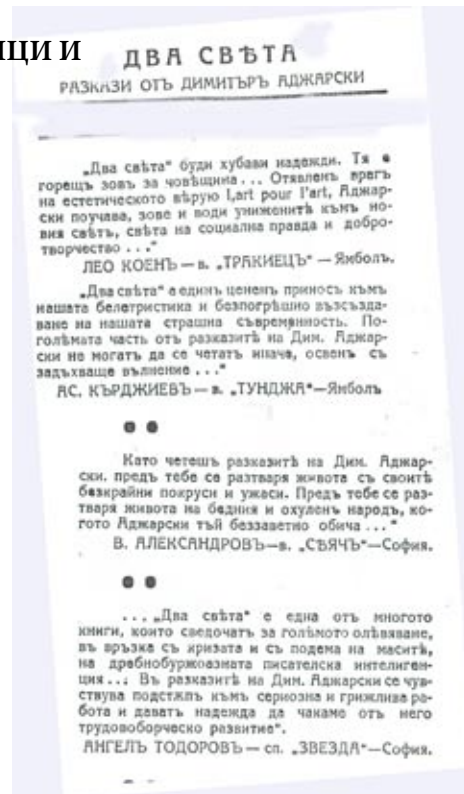 ЦИ И
ДВА СВѢТА
РАЗКАЗИ ОТЪ ДИМИТЪРЪ АДЖАРСКИ
„Два свѣта“ буди хубави надежди. Тя е
горещъ зовъ за човѣщина... Отявленъ врагъ
на естетическото вѣрую l,art pour l'art, Аджар-
ски поучава, зове и води униженитѣ къмъ но-
вия свѣтъ, свѣта на социална правда и добро-
творчество ...“
ЛЕО КОЕНЪ — в. „ТРАКИЕЦЪ“ — Ямболъ.
„Два свѣта“ е единъ цененъ приносъ къмъ
нашата белетристика и безпогрѣшно възсъзда-
ване на нашата страшна съвременность. По-
голѣмата часть отъ разказитѣ на Дим. Аджар-
ски не могатъ да се четатъ иначе, освенъ съ
задъхваще вълнение ...“
АС. КЪРДЖИЕВЪ — в. „ТУНДЖА“—Ямболъ
Като четешъ разказитѣ на Дим. Аджар-
ски, предъ тебе се разтваря живота съ своитѣ
безкрайни покруси и ужаси. Предъ тебе се раз-
тваря живота на бедния и охуленъ народъ, ко-
гото Аджарски тъй беззаветно обича ...“
В. АЛЕКСАНДРОВЪ—в. „СѢЯЧЪ“—София.
... „Два свѣта“ е една отъ многото
книги, които сведочатъ за голѣмото олѣвяване,
въ връзка съ кризата и съ подема на маситѣ,
на дребнобуржоазната писателска интелиген-
ция... Въ разказитѣ на Дим. Аджарски се чув-
ствува подстѫпъ къмъ сериозна и грижлива ра-
бота и даватъ надежда да чакаме отъ него
трудовоборческо развитие“.
АНГЕЛЪ ТОДОРОВЪ — сп. „ЗВЕЗДА“—София.